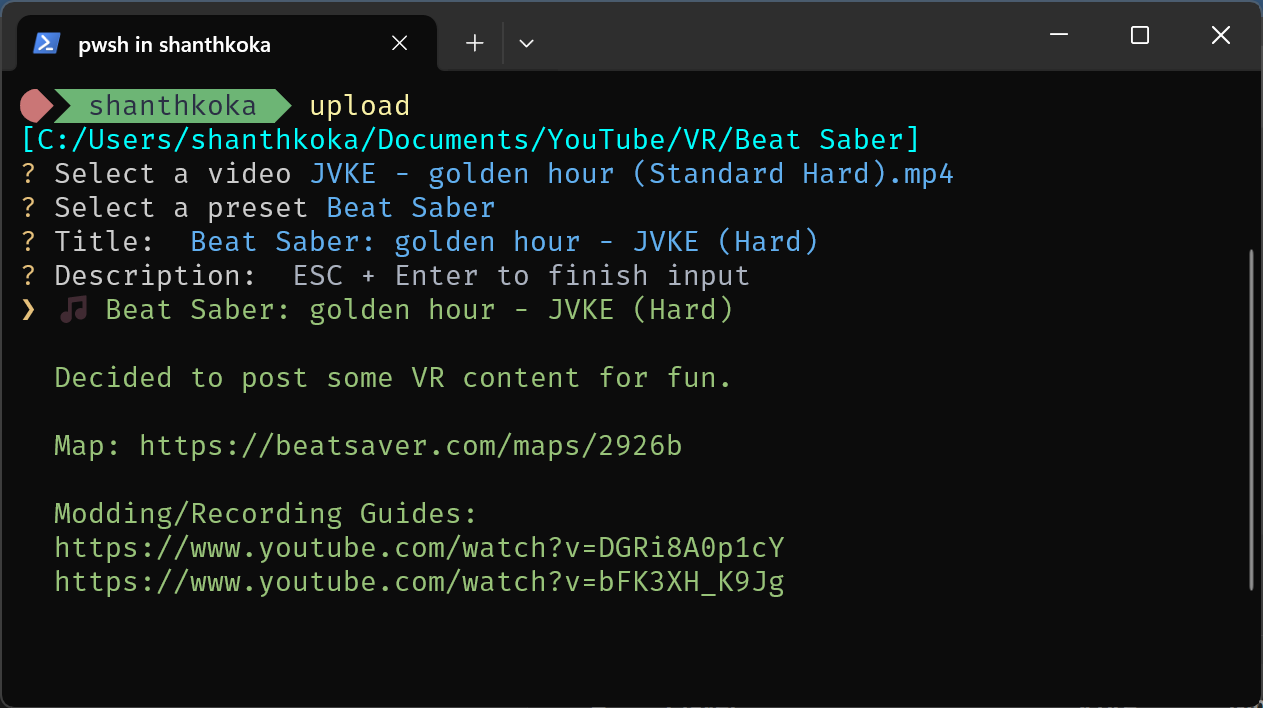 pwsh in shanthkoka
shanthkoka upload
[C:/Users/shanthkoka/Documents/YouTube/VR/Beat Saber]
? Select a video JVKE - golden hour (Standard Hard).mp4
? Select a preset Beat Saber
? Title:  Beat Saber: golden hour - JVKE (Hard)
? Description:  ESC + Enter to finish input
❯ 🎵 Beat Saber: golden hour - JVKE (Hard)
Decided to post some VR content for fun.
Map: https://beatsaver.com/maps/2926b
Modding/Recording Guides:
https://www.youtube.com/watch?v=DGRi8A0p1cY
https://www.youtube.com/watch?v=bFK3XH_K9Jg